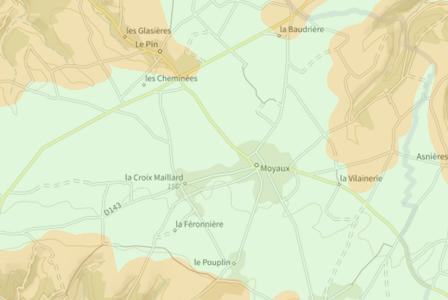 les Glasières
la Baudrière
Le Pin
les Cheminées
Asnières
Moyaux
la Croix Maillard
150
la Vilainerie
D143
la Féronnière
le Pouplin